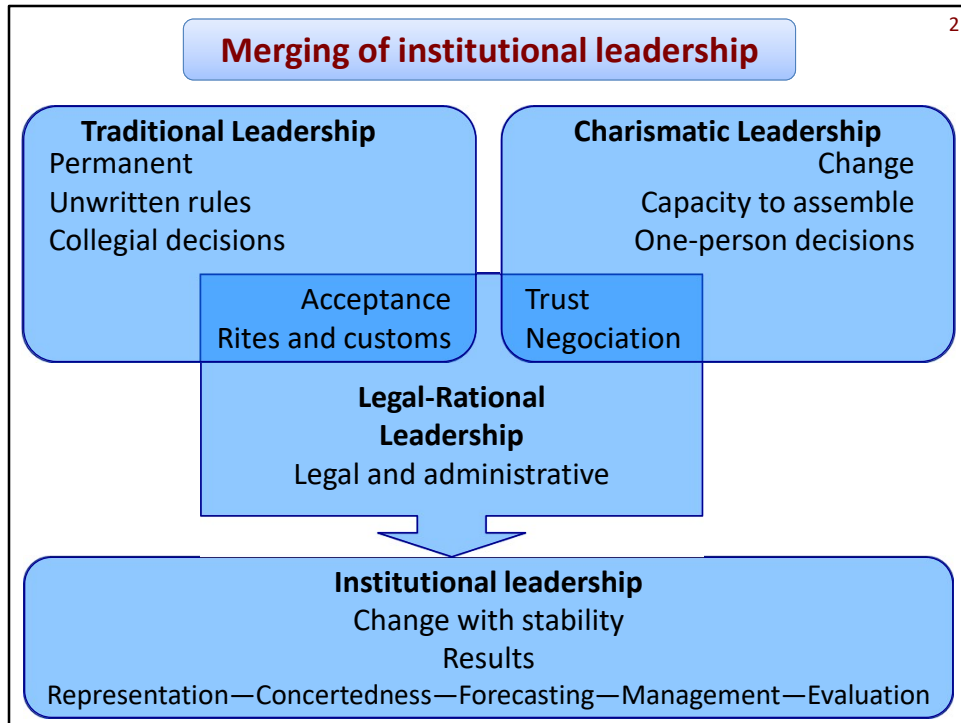 2
Merging of institutional leadership
Traditional Leadership
Permanent
Unwritten rules
Collegial decisions
Charismatic Leadership
Change
Capacity to assemble
One-person decisions
Acceptance
Rites and customs
Trust
Negociation
Legal-Rational
Leadership
Legal and administrative
Institutional leadership
Change with stability
Results
Representation—Concertedness—Forecasting—Management—Evaluation